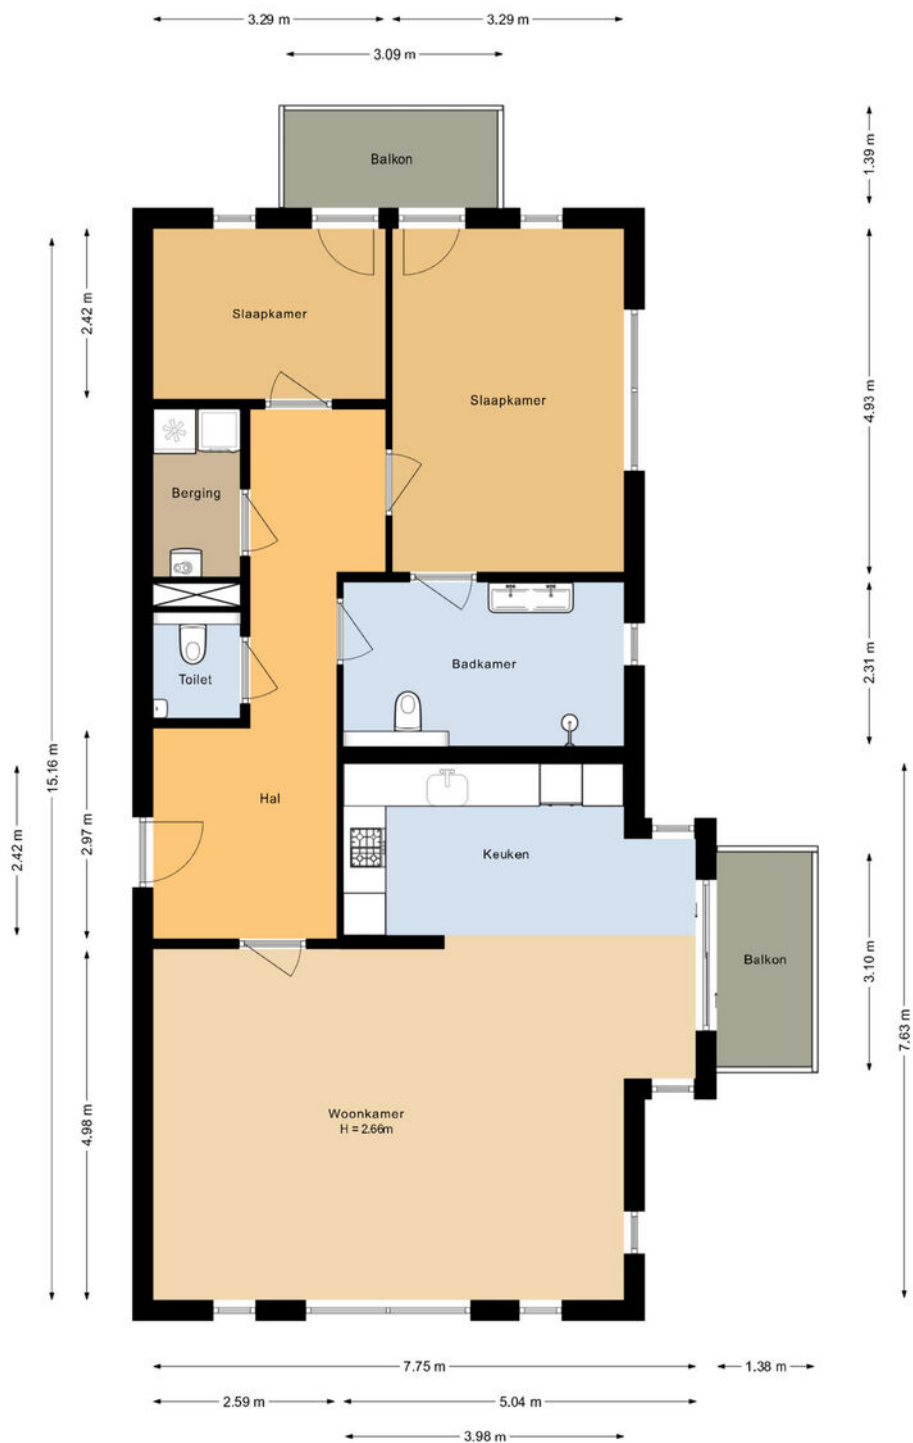 3.29 m
3.29 m
3.09 m
Balkon
1.39 m
Slaapkamer
2.42 m
Slaapkamer
4.93 m
Berging
Badkamer
2.31 m
Toilet
15.16 m
Hal
2.97 m
2.42 m
Keuken
Balkon
3.10 m
7.63 m
Woonkamer
H = 2.66m
4.98 m
7.75 m
1.38 m
2.59 m
5.04 m
3.98 m